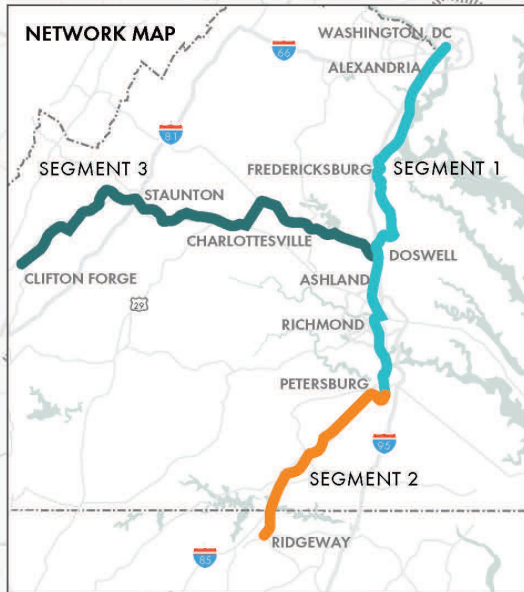 NETWORK MAP
WASHINGTON, DC
66
ALEXANDRIA
81
SEGMENT 3
FREDERICKSBURG
SEGMENT 1
STAUNTON
CHARLOTTESVILLE
DOSWELL
CLIFTON FORGE
ASHLAND
29
RICHMOND
PETERSBURG
95
SEGMENT 2
RIDGEWAY
85